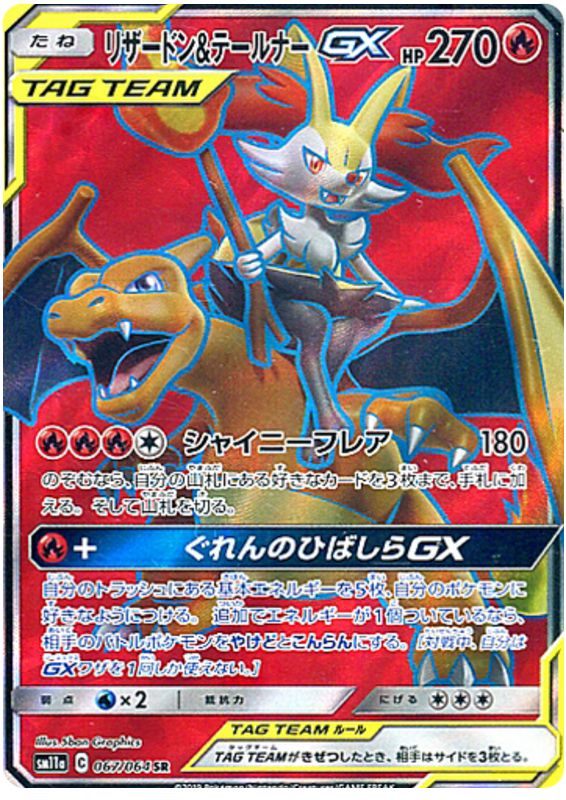 たね リザードン&テールナーGX HP270
TAG TEAM
シャイニーフレア 180
のぞむなら、自分の山札にある好きなカードを3枚まで、手札に加
える。そして山札を切る。
+ ぐれんのひばしらGX
自分のトラッシュにある基本エネルギーを5枚、自分のポケモンに
好きなようにつける。追加でエネルギーが1個ついているなら、
相手のバトルポケモンをやけどとこんらんにする。[対戦中、自分は
GXワザを1回しか使えない。]
弱点 ×2 抵抗力 にげる
TAG TEAM ルール
Illus. 5ban Graphics
TAG TEAMがきぜつしたとき、相手はサイドを3枚とる。
sm11a C 067/064 SR
©2019 Pokémon/Nintendo/Creatures/GAME FREAK